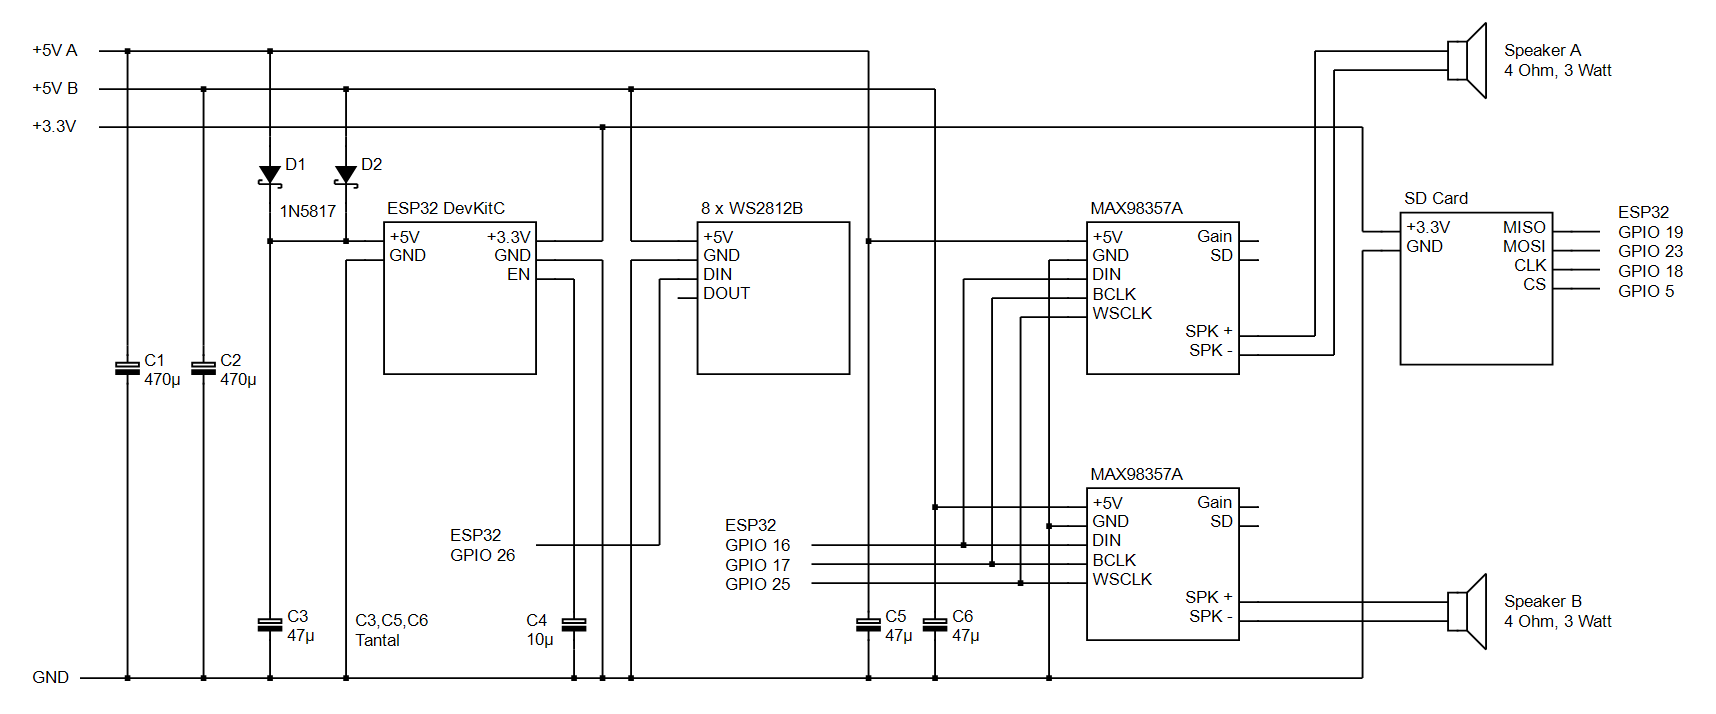 +5V A
+5V B
+3.3V
D1
D2
1N5817
ESP32 DevKitC
+5V
GND
+3.3V
GND
EN
8 x WS2812B
+5V
GND
DIN
DOUT
MAX98357A
+5V
GND
DIN
BCLK
WSCLK
Gain
SD
SPK +
SPK -
Speaker A
4 Ohm, 3 Watt
SD Card
+3.3V
GND
MISO
MOSI
CLK
CS
ESP32
GPIO 19
GPIO 23
GPIO 18
GPIO 5
C1
470µ
C2
470µ
MAX98357A
+5V
GND
DIN
BCLK
WSCLK
Gain
SD
SPK +
SPK -
ESP32
GPIO 26
ESP32
GPIO 16
GPIO 17
GPIO 25
C3
47µ
C3,C5,C6
Tantal
C4
10µ
C5
47µ
C6
47µ
Speaker B
4 Ohm, 3 Watt
GND